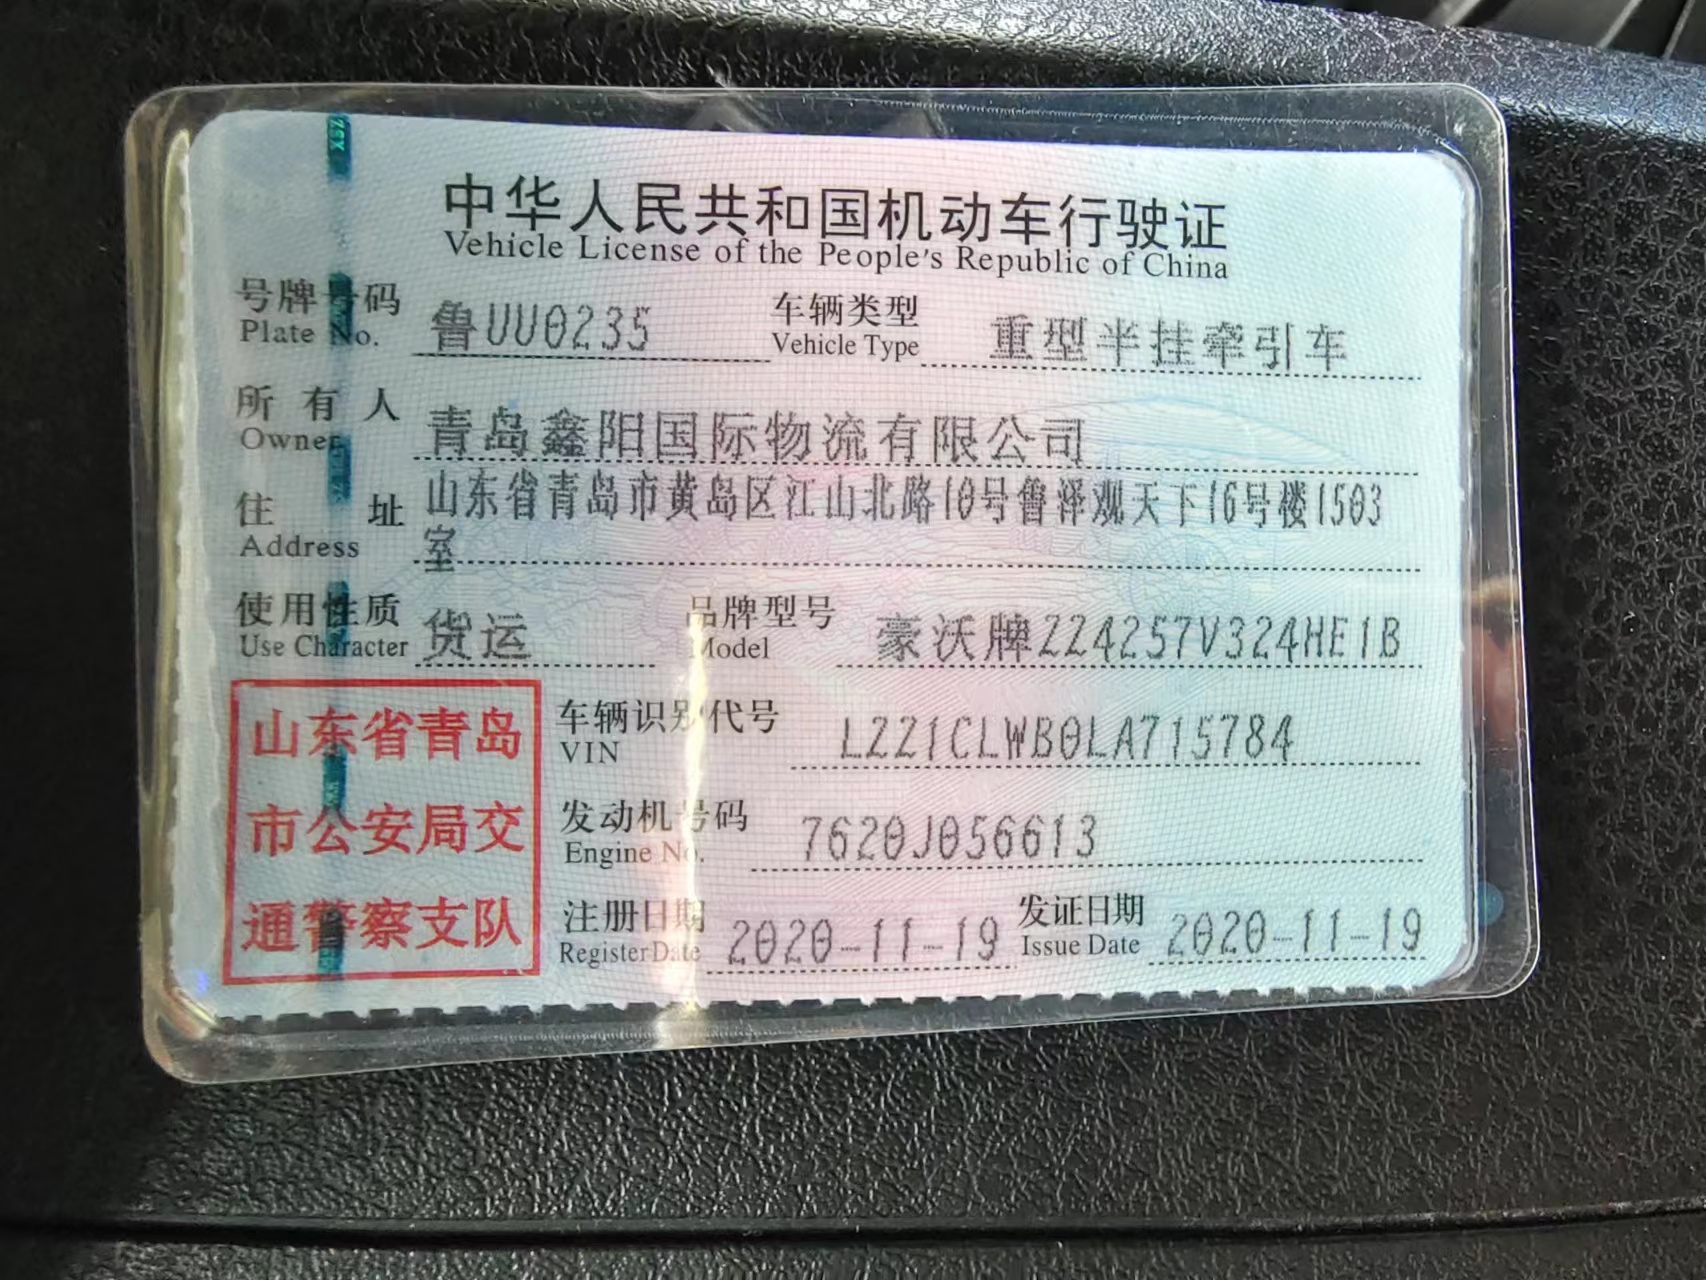 中华人民共和国机动车行驶证
Vehicle License of the People's Republic of China
号牌号码 鲁UU0235 车辆类型 重型半挂牵引车
Plate No. Vehicle Type
所有人 青岛鑫阳国际物流有限公司
Owner
住址 山东省青岛市黄岛区江山北路10号鲁泽观天下16号楼1503
Address 室
使用性质 货运 品牌型号 豪沃牌ZZ4257V324HE1B
Use Character Model
山东省青岛
市公安局交
通警察支队
车辆识别代号 LZZ1CLWB0LA715784
VIN
发动机号码 7620J056613
Engine No.
注册日期 2020-11-19 发证日期 2020-11-19
Register Date Issue Date